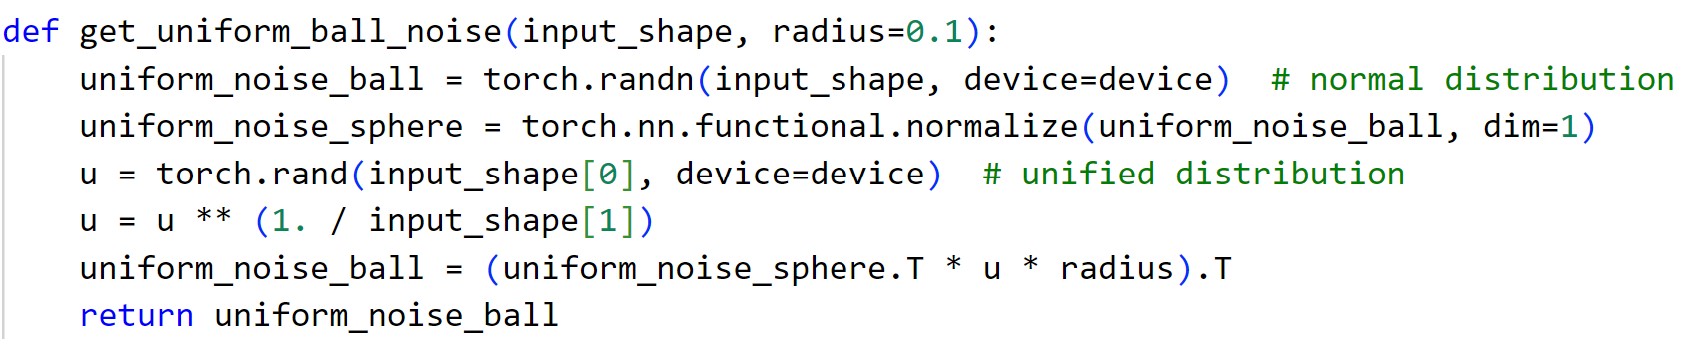 def get_uniform_ball_noise(input_shape, radius=0.1):
    uniform_noise_ball = torch.randn(input_shape, device=device)  # normal distribution
    uniform_noise_sphere = torch.nn.functional.normalize(uniform_noise_ball, dim=1)
    u = torch.rand(input_shape[0], device=device)  # unified distribution
    u = u ** (1. / input_shape[1])
    uniform_noise_ball = (uniform_noise_sphere.T * u * radius).T
    return uniform_noise_ball